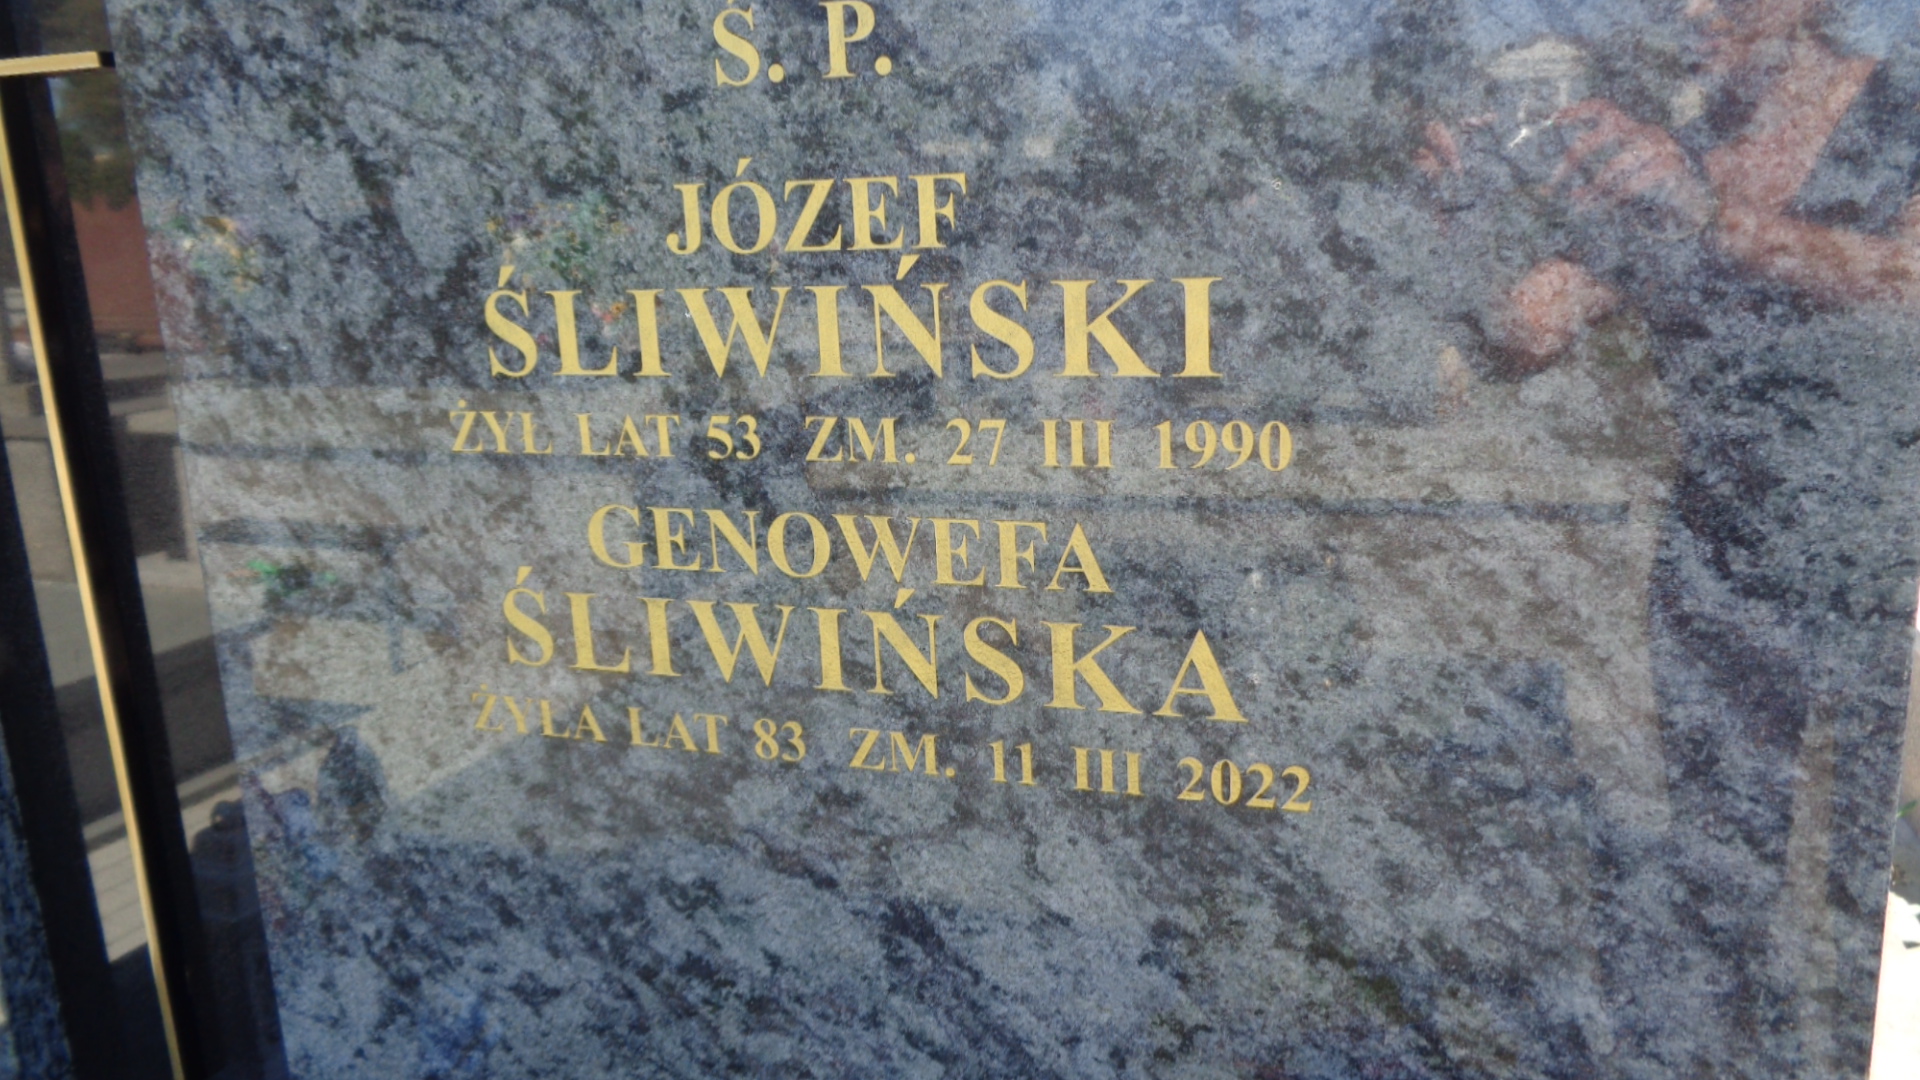 Ś. P.
JÓZEF
ŚLIWIŃSKI
ŻYŁ LAT 53 ZM. 27 III 1990
GENOWEFA
ŚLIWIŃSKA
ŻYŁA LAT 83 ZM. 11 III 2022